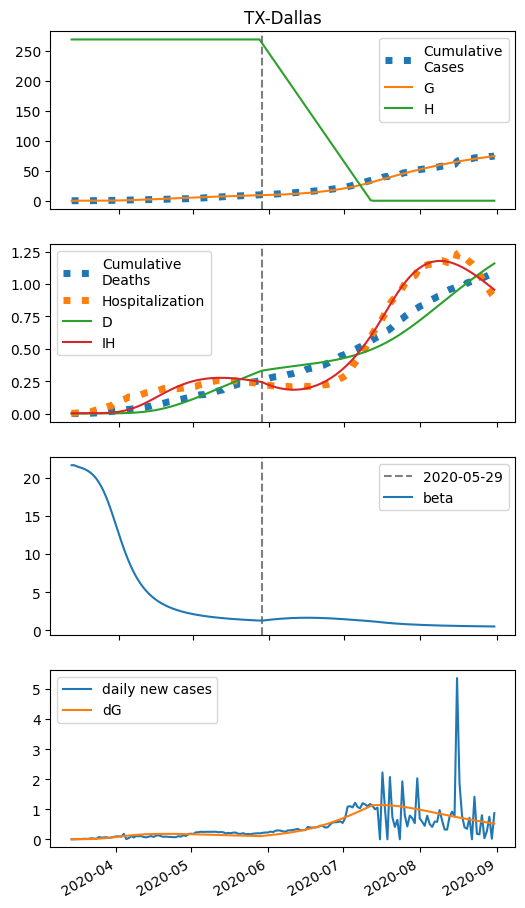 TX-Dallas
250
200
150
100
50
0
Cumulative
Cases
G
H
1.25
1.00
0.75
0.50
0.25
0.00
Cumulative
Deaths
Hospitalization
D
IH
20
15
10
5
0
2020-05-29
beta
5
4
3
2
1
0
daily new cases
dG
2020-04
2020-05
2020-06
2020-07
2020-08
2020-09